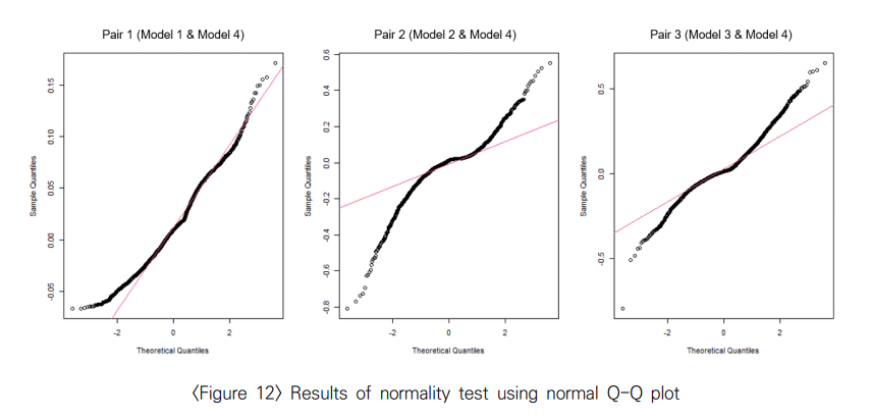 Pair 1 (Model 1 & Model 4)
Sample Quantiles
0.15
0.10
0.05
0.00
-0.05
-2 0 2
Theoretical Quantiles
Pair 2 (Model 2 & Model 4)
Sample Quantiles
0.6
0.4
0.2
0.0
-0.2
-0.4
-0.6
-0.8
-2 0 2
Theoretical Quantiles
Pair 3 (Model 3 & Model 4)
Sample Quantiles
0.5
0.0
-0.5
-2 0 2
Theoretical Quantiles
〈Figure 12〉 Results of normality test using normal Q-Q plot